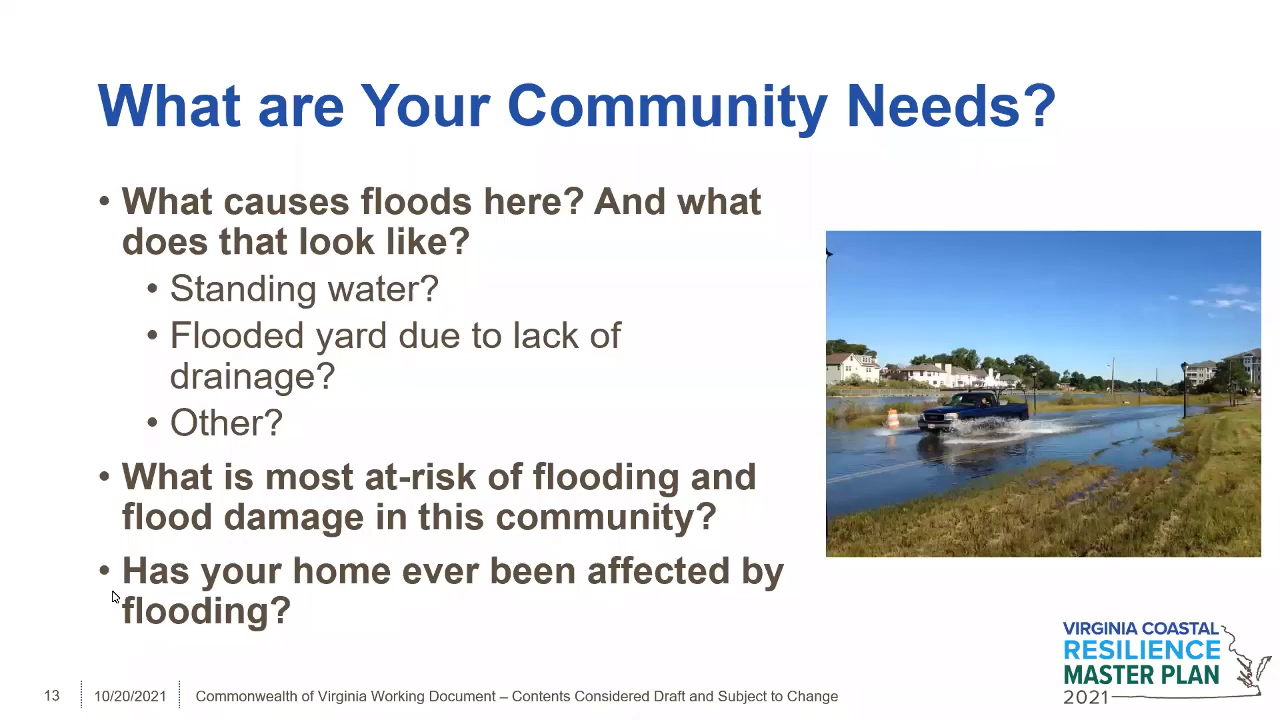 What are Your Community Needs?
• What causes floods here? And what
does that look like?
• Standing water?
• Flooded yard due to lack of
drainage?
• Other?
• What is most at-risk of flooding and
flood damage in this community?
• Has your home ever been affected by
flooding?
VIRGINIA COASTAL
RESILIENCE
MASTER PLAN
2021
13 10/20/2021 Commonwealth of Virginia Working Document – Contents Considered Draft and Subject to Change